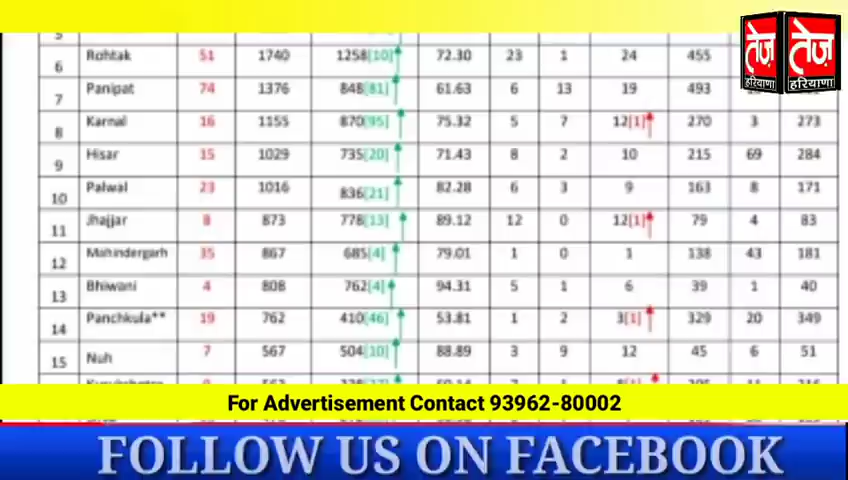 तेज़ तेज़
हरियाणा हरियाणा
6 Rohtak 51 1740 1258[10] 72.30 23 1 24 455
7 Panipat 74 1376 848[81] 61.63 6 13 19 493
8 Karnal 16 1155 870[95] 75.32 5 7 12[1] 270 3 273
9 Hisar 15 1029 735[20] 71.43 8 2 10 215 69 284
10 Palwal 23 1016 836[21] 82.28 6 3 9 163 8 171
11 Jhajjar 8 873 778[13] 89.12 12 0 12[1] 79 4 83
12 Mahindergarh 35 867 685[4] 79.01 1 0 1 138 43 181
13 Bhiwani 4 808 762[4] 94.31 5 1 6 39 1 40
14 Panchkula** 19 762 410[46] 53.81 1 2 3[1] 329 20 349
15 Nuh 7 567 504[10] 88.89 3 9 12 45 6 51
For Advertisement Contact 93962-80002
FOLLOW US ON FACEBOOK